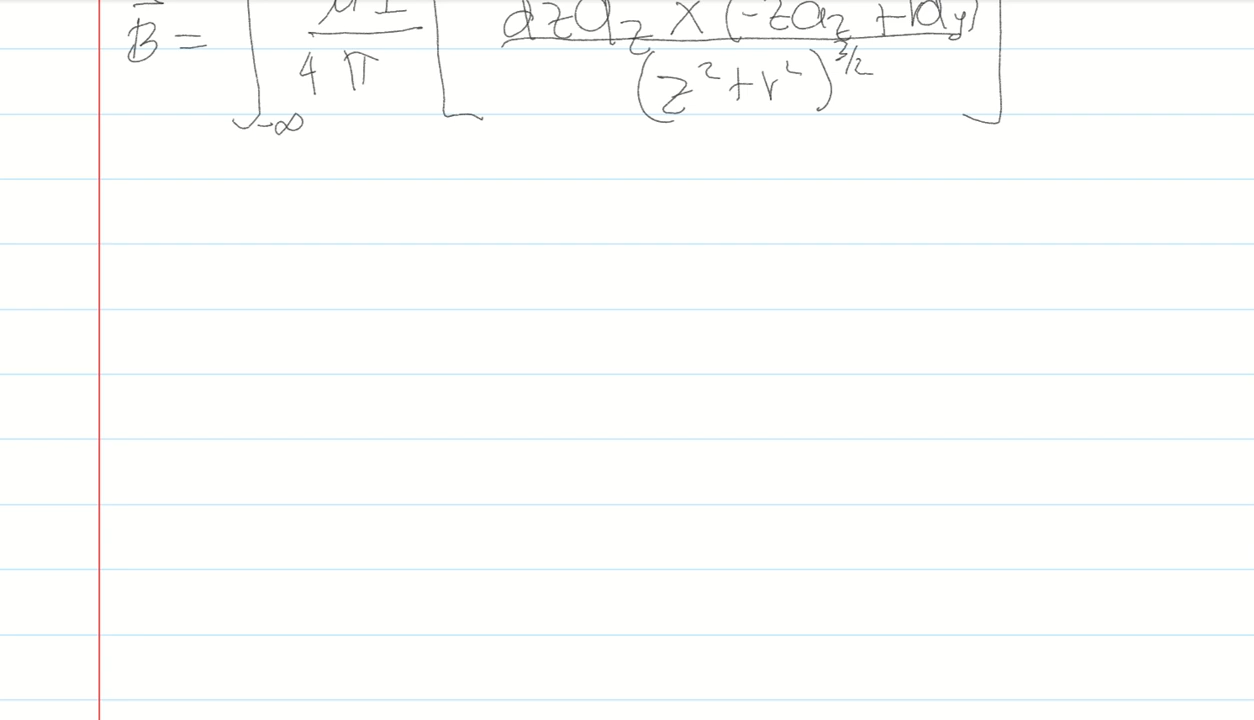 B⃗ = ∫_{-∞} μI/4π [ dz a_z × (-z a_z + r a_y) / (z² + r²)^{3/2} ]